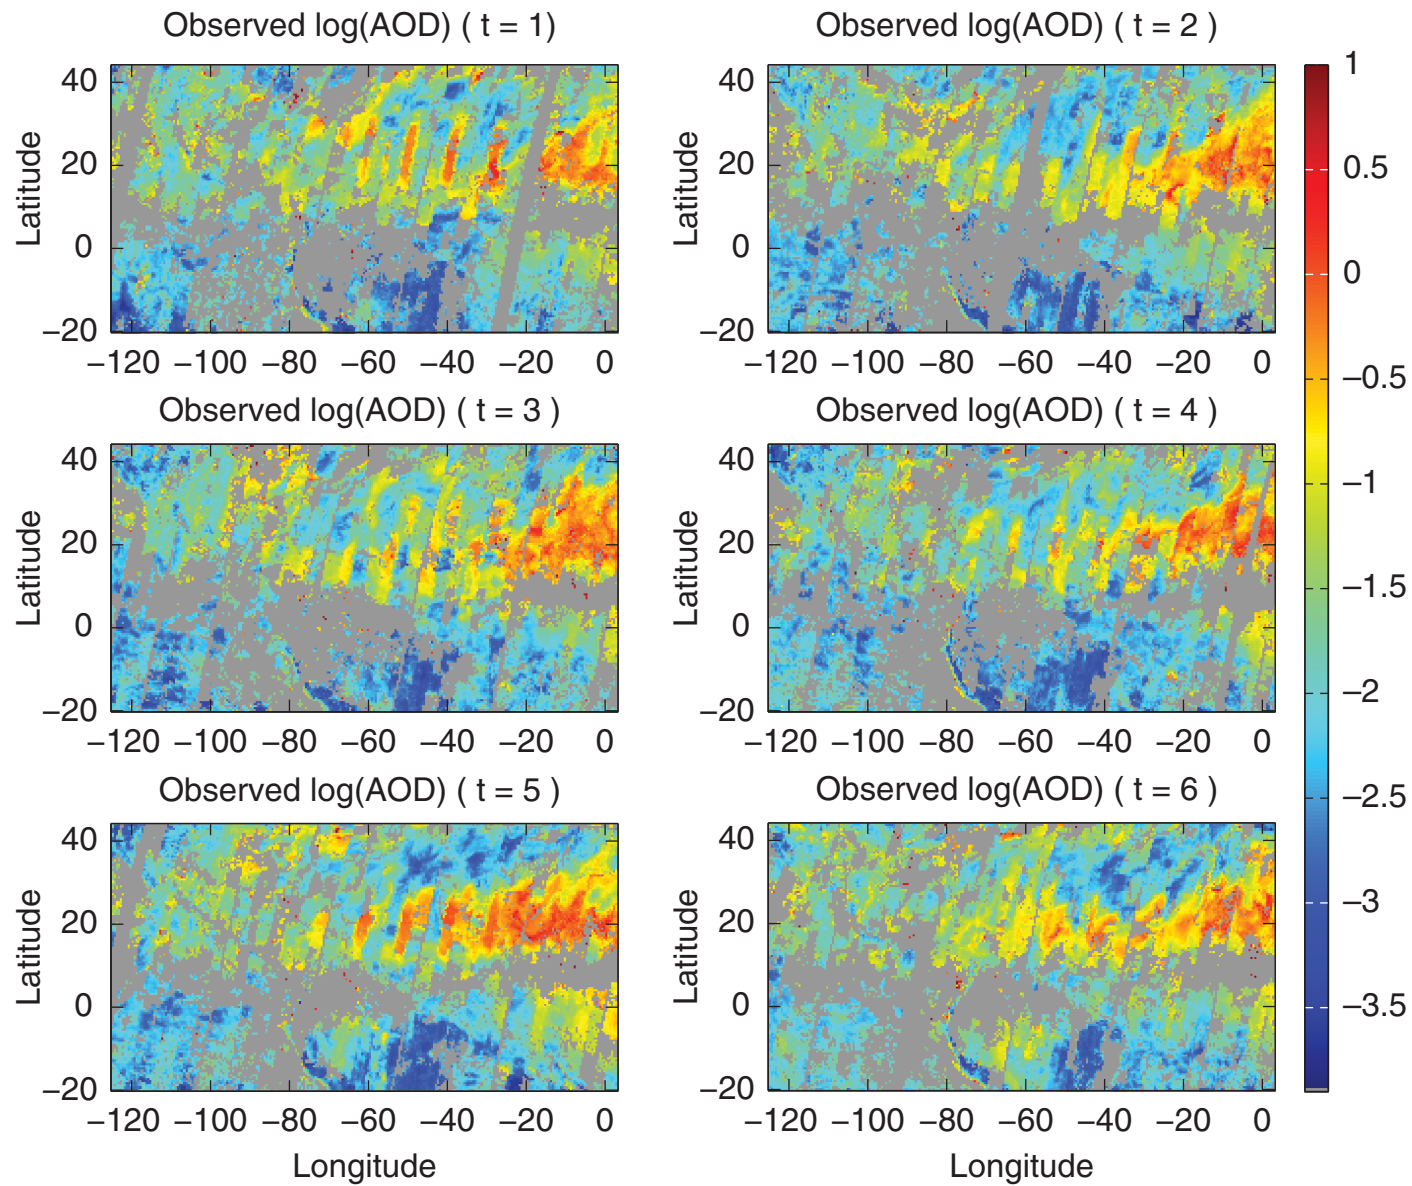 Observed log(AOD) ( t = 1)
Observed log(AOD) ( t = 2 )
Latitude
40
20
0
−20
−120 −100 −80 −60 −40 −20 0
Latitude
40
20
0
−20
−120 −100 −80 −60 −40 −20 0
Observed log(AOD) ( t = 3 )
Observed log(AOD) ( t = 4 )
Latitude
40
20
0
−20
−120 −100 −80 −60 −40 −20 0
Latitude
40
20
0
−20
−120 −100 −80 −60 −40 −20 0
Observed log(AOD) ( t = 5 )
Observed log(AOD) ( t = 6 )
Latitude
40
20
0
−20
−120 −100 −80 −60 −40 −20 0
Longitude
Latitude
40
20
0
−20
−120 −100 −80 −60 −40 −20 0
Longitude
1
0.5
0
−0.5
−1
−1.5
−2
−2.5
−3
−3.5